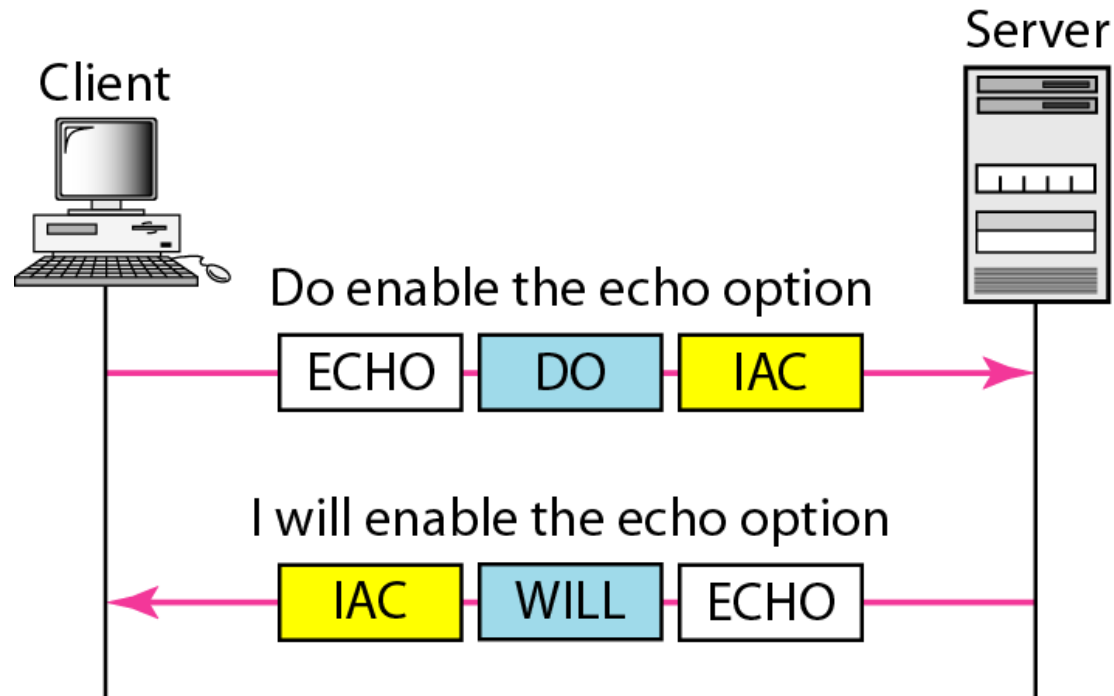 Server
Client
Do enable the echo option
ECHO DO IAC
I will enable the echo option
IAC WILL ECHO